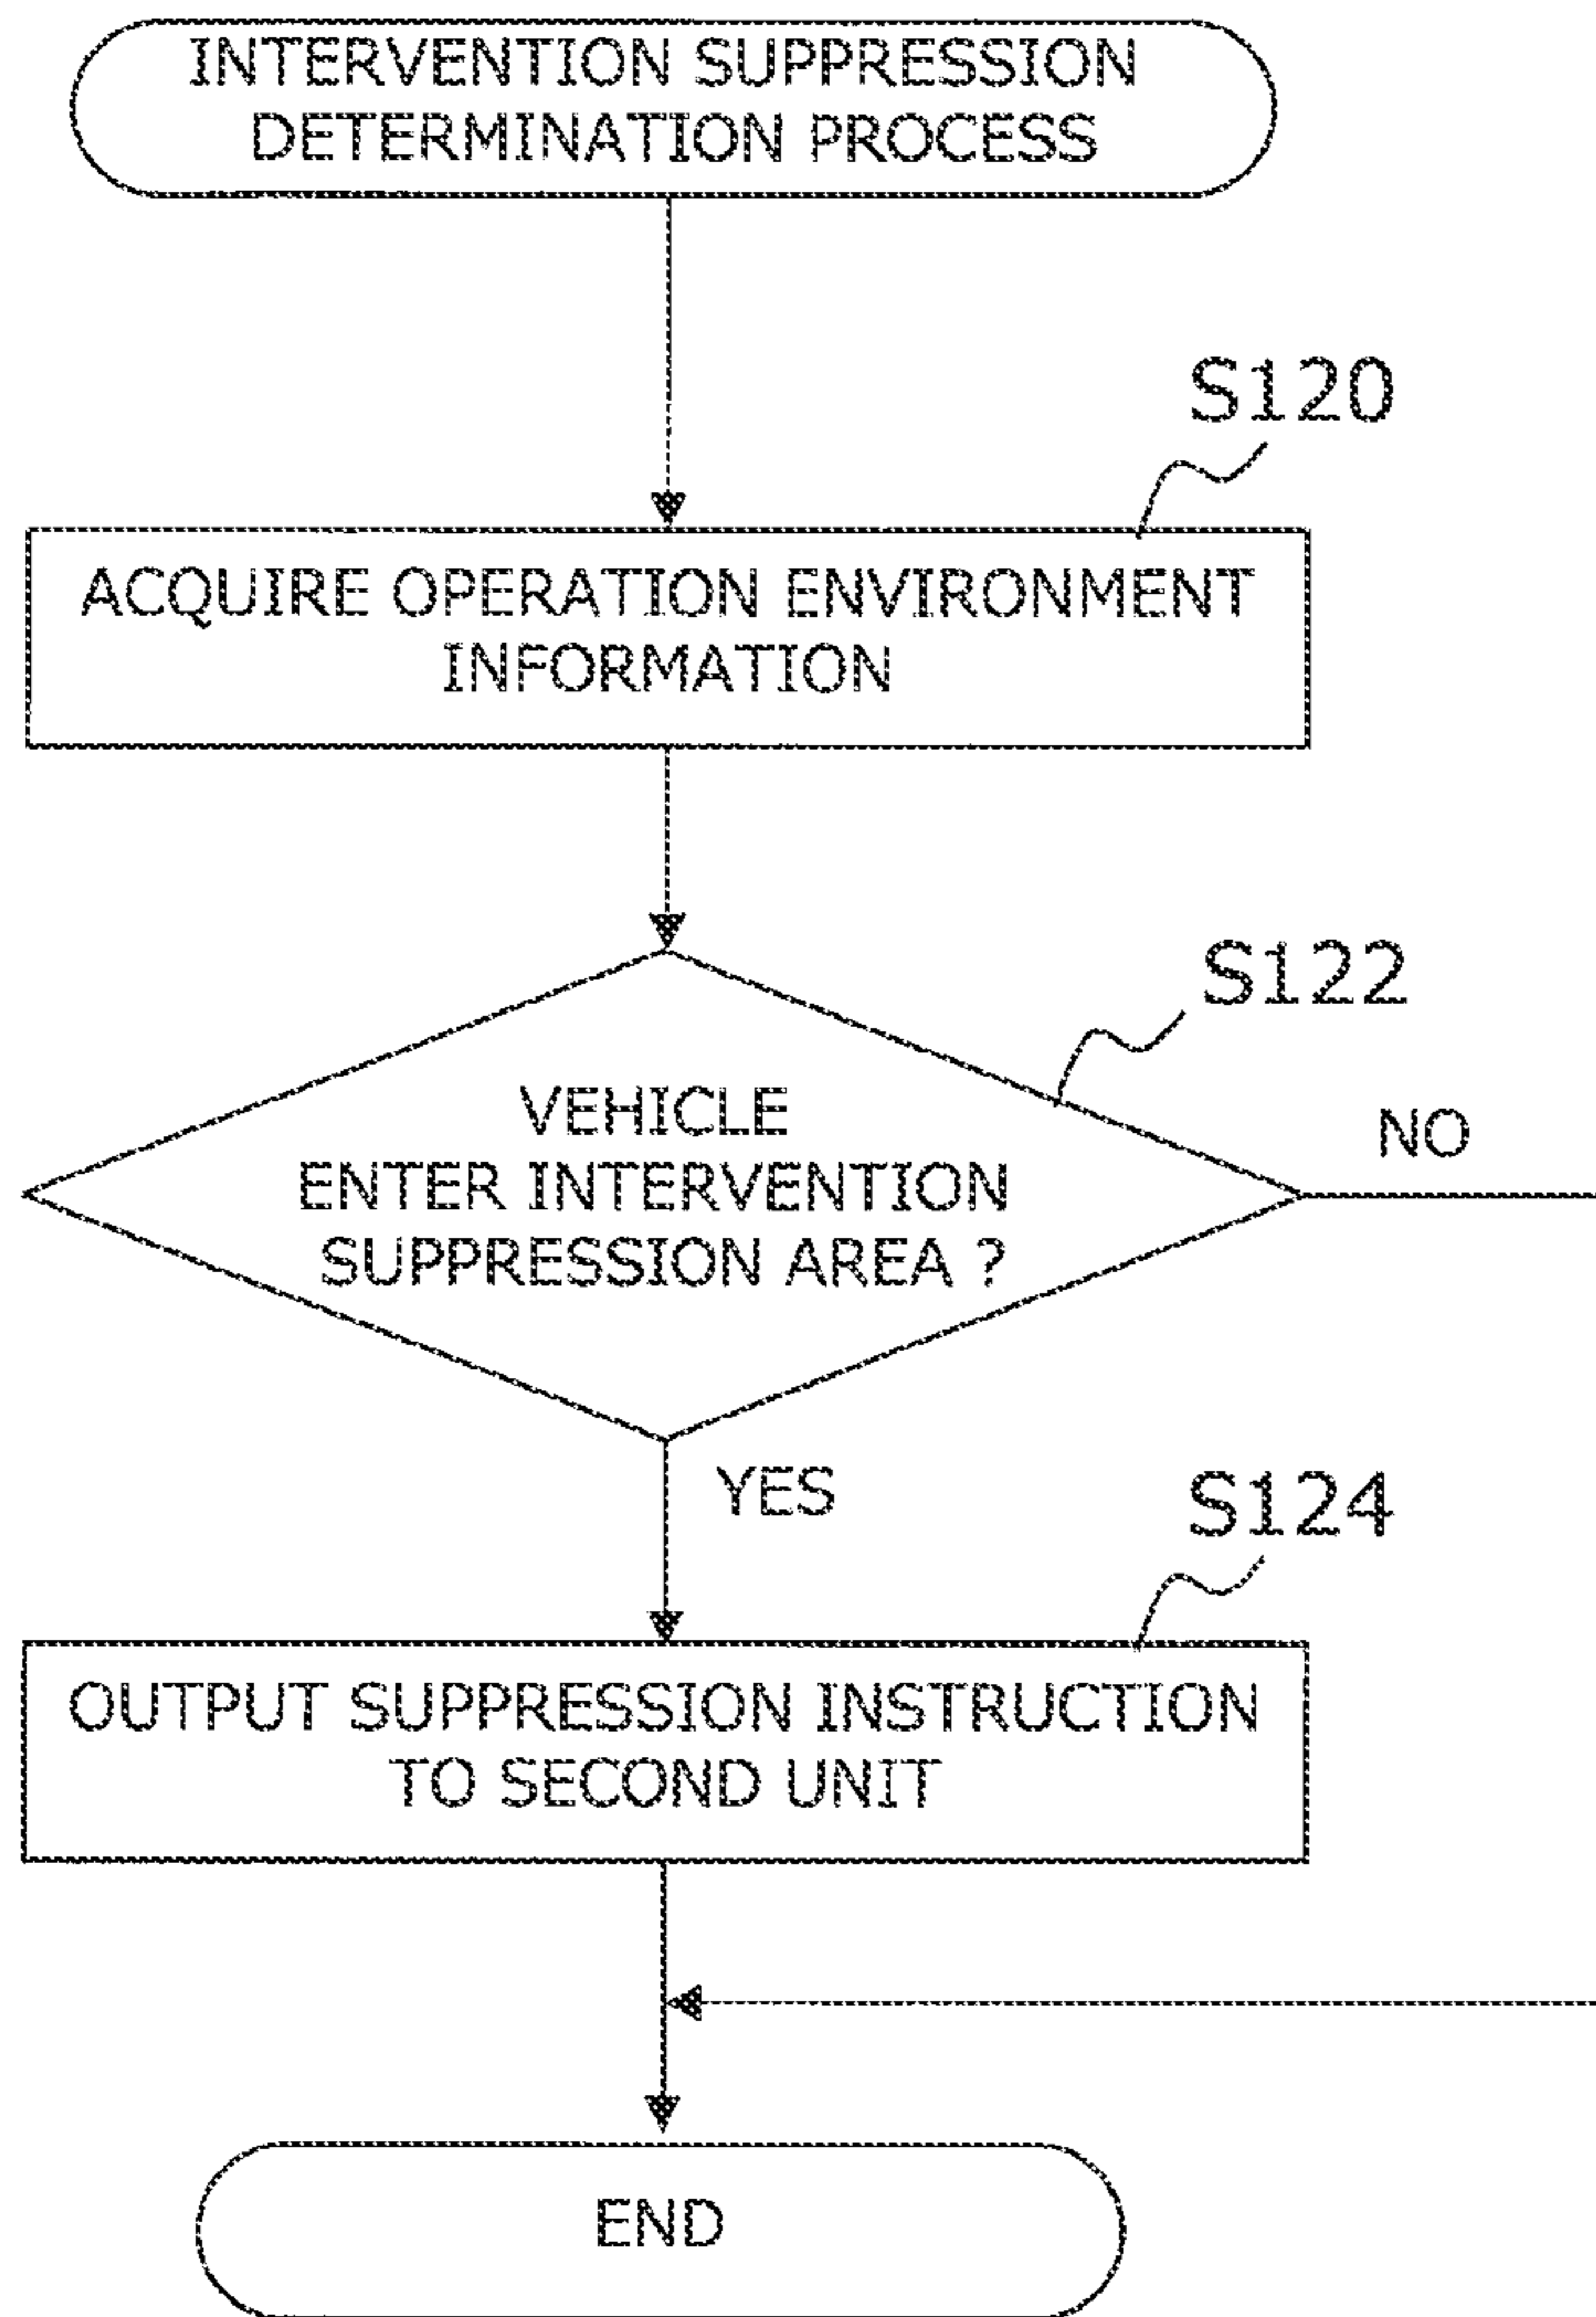 INTERVENTION SUPPRESSION
DETERMINATION PROCESS
S120
ACQUIRE OPERATION ENVIRONMENT
INFORMATION
S122
VEHICLE
ENTER INTERVENTION
SUPPRESSION AREA ?
NO
YES
S124
OUTPUT SUPPRESSION INSTRUCTION
TO SECOND UNIT
END